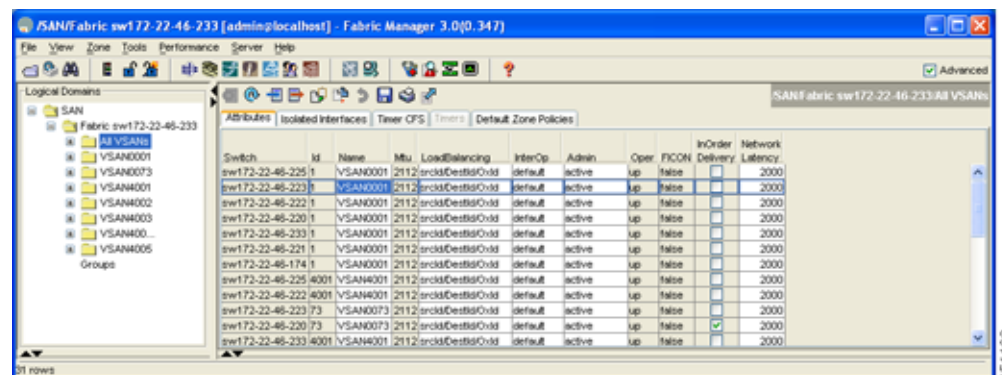 /SAN/Fabric sw172-22-46-233 [admin@localhost] - Fabric Manager 3.0(0.347)
File View Zone Tools Performance Server Help
Advanced
Logical Domains
SAN
Fabric sw172-22-46-233
All VSANs
VSAN0001
VSAN0073
VSAN4001
VSAN4002
VSAN4003
VSAN400...
VSAN4005
Groups
/SAN/Fabric sw172-22-46-233/All VSANs
Attributes Isolated Interfaces Timer CFS Timers Default Zone Policies
Switch Id Name Mtu LoadBalancing InterOp Admin Oper FICON InOrder Delivery Network Latency
sw172-22-46-225 1 VSAN0001 2112 srcId/DestId/OxId default active up false 2000
sw172-22-46-223 1 VSAN0001 2112 srcId/DestId/OxId default active up false 2000
sw172-22-46-222 1 VSAN0001 2112 srcId/DestId/OxId default active up false 2000
sw172-22-46-220 1 VSAN0001 2112 srcId/DestId/OxId default active up false 2000
sw172-22-46-233 1 VSAN0001 2112 srcId/DestId/OxId default active up false 2000
sw172-22-46-221 1 VSAN0001 2112 srcId/DestId/OxId default active up false 2000
sw172-22-46-174 1 VSAN0001 2112 srcId/DestId/OxId default active up false 2000
sw172-22-46-225 4001 VSAN4001 2112 srcId/DestId/OxId default active up false 2000
sw172-22-46-222 4001 VSAN4001 2112 srcId/DestId/OxId default active up false 2000
sw172-22-46-223 73 VSAN0073 2112 srcId/DestId/OxId default active up false 2000
sw172-22-46-220 73 VSAN0073 2112 srcId/DestId/OxId default active up false 2000
sw172-22-46-233 4001 VSAN4001 2112 srcId/DestId/OxId default active up false 2000
31 rows